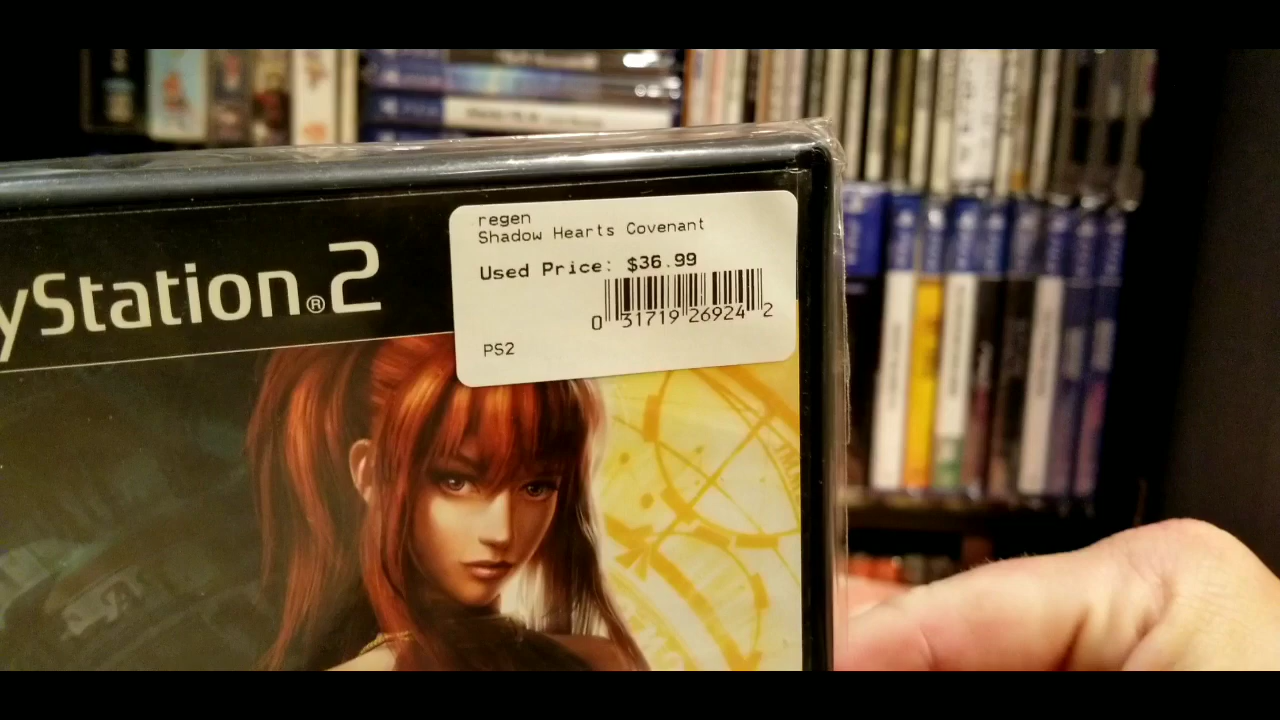 yStation®2
regen
Shadow Hearts Covenant
Used Price: $36.99
0 31719 26924 2
PS2